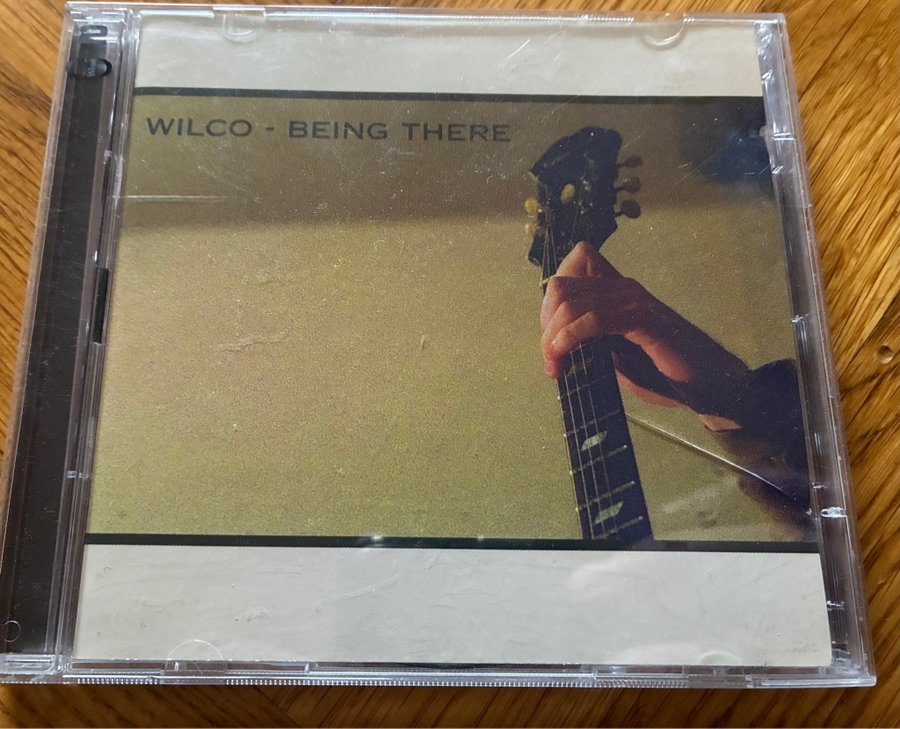 WILCO - BEING THERE